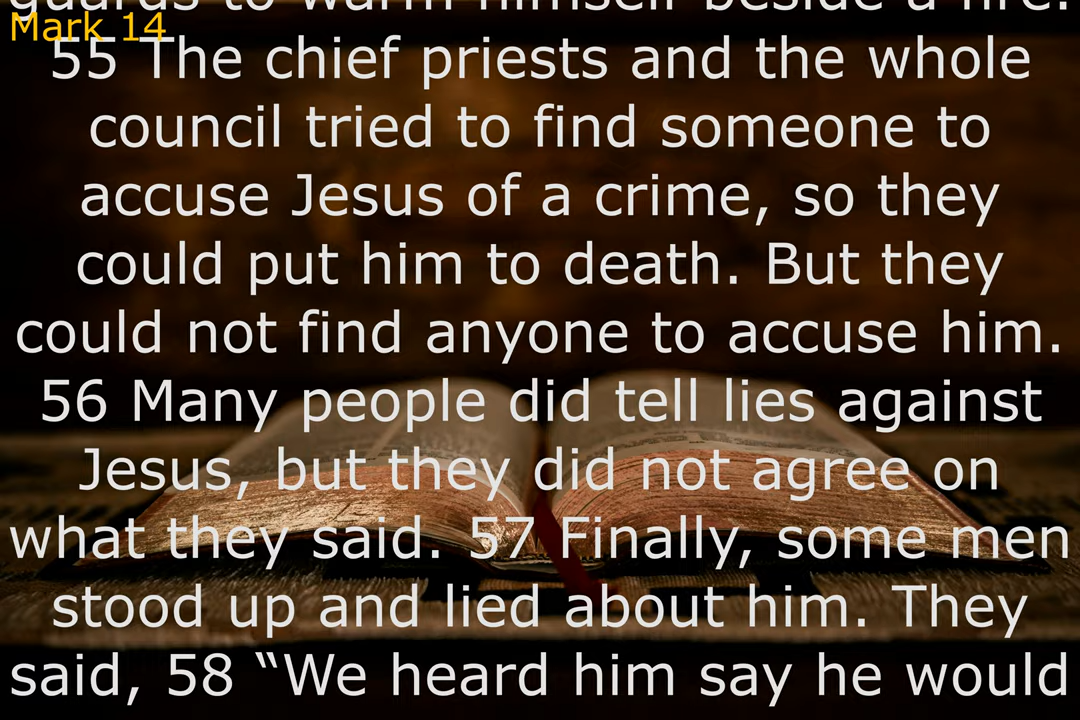 guards to warm himself beside a fire.
Mark 14
55 The chief priests and the whole
council tried to find someone to
accuse Jesus of a crime, so they
could put him to death. But they
could not find anyone to accuse him.
56 Many people did tell lies against
Jesus, but they did not agree on
what they said. 57 Finally, some men
stood up and lied about him. They
said, 58 “We heard him say he would